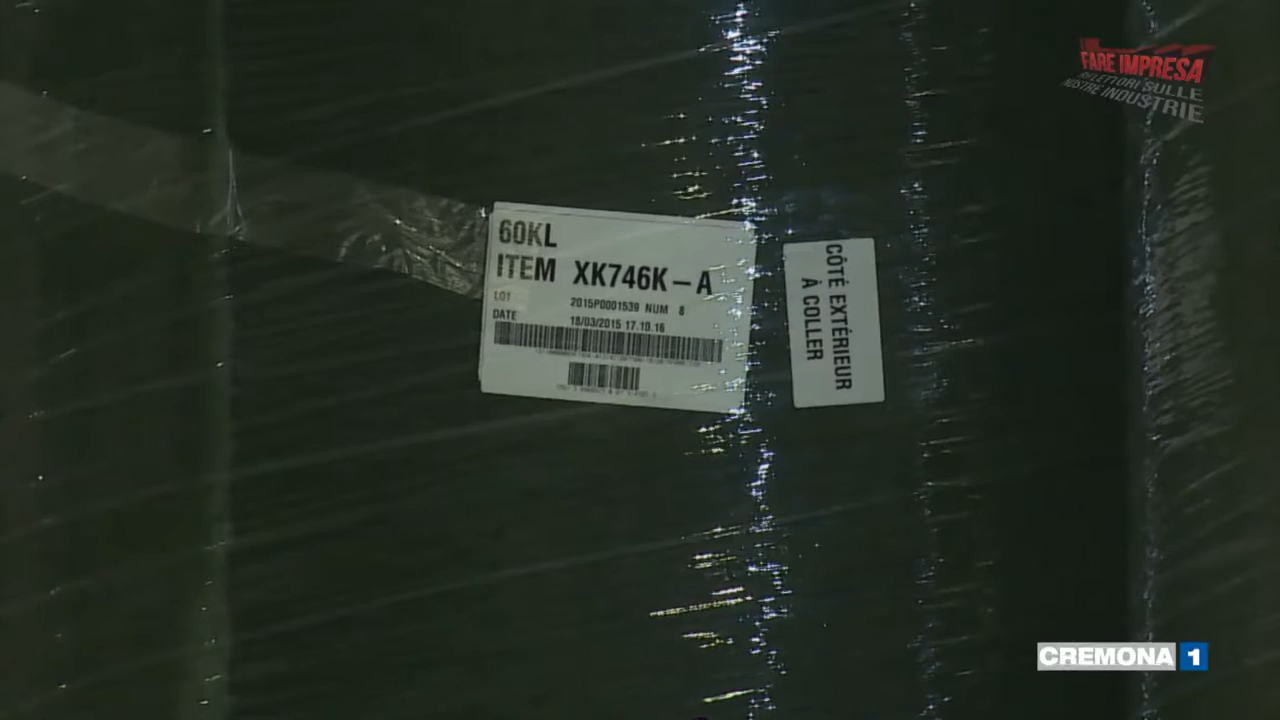 FARE IMPRESA
RIFLETTORI SULLE
NOSTRE INDUSTRIE
60KL
ITEM XK746K-A
LOT 2015P0001539 NUM 8
DATE 18/03/2015 17.10.16
CÔTÉ EXTÉRIEUR
À COLLER
CREMONA 1